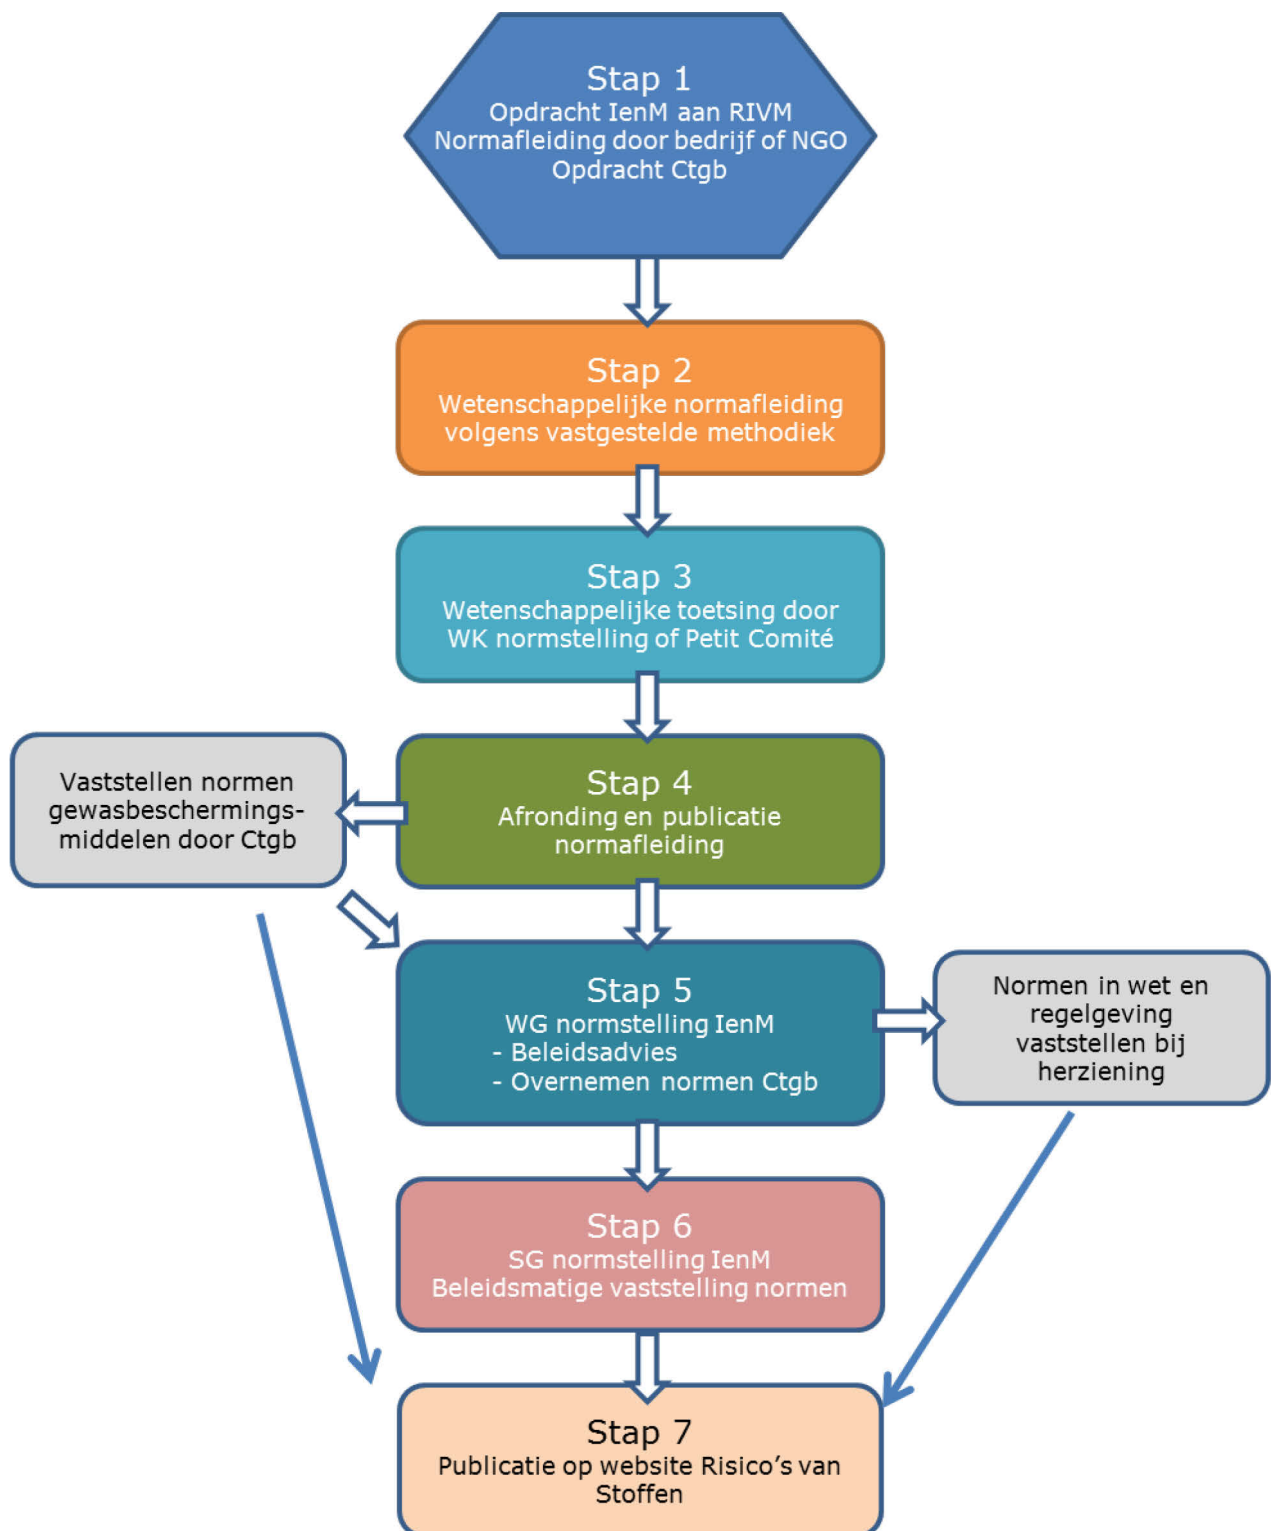 Stap 1
Opdracht IenM aan RIVM
Normafleiding door bedrijf of NGO
Opdracht Ctgb
Stap 2
Wetenschappelijke normafleiding
volgens vastgestelde methodiek
Stap 3
Wetenschappelijke toetsing door
WK normstelling of Petit Comité
Vaststellen normen
gewasbeschermings-
middelen door Ctgb
Stap 4
Afronding en publicatie
normafleiding
Stap 5
WG normstelling IenM
- Beleidsadvies
- Overnemen normen Ctgb
Normen in wet en
regelgeving
vaststellen bij
herziening
Stap 6
SG normstelling IenM
Beleidsmatige vaststelling normen
Stap 7
Publicatie op website Risico’s van
Stoffen